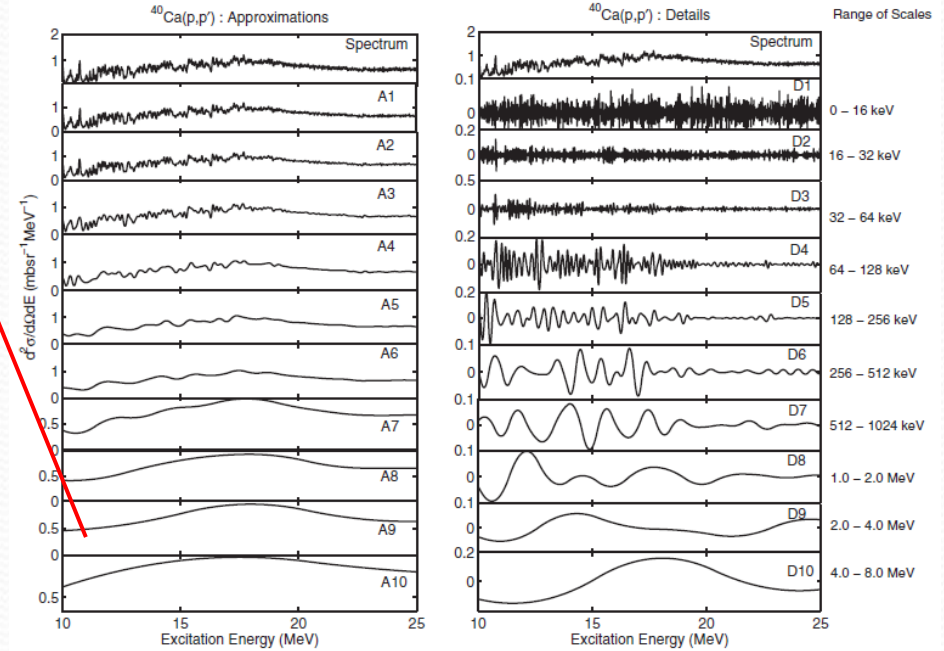 ⁴⁰Ca(p,p′) : Approximations
2
Spectrum
1
A1
1
0
A2
1
0
A3
1
0
A4
1
0
A5
1
0
A6
1
0
A7
0.5
0
A8
0.5
0
A9
0.5
0
A10
0.5
10
15
20
25
Excitation Energy (MeV)
d²σ/dΩdE (mbsr⁻¹MeV⁻¹)
⁴⁰Ca(p,p′) : Details
2
Spectrum
1
0.1
D1
0
0.2
D2
0
0.5
D3
0
0.2
D4
0
0.2
D5
0
0.1
D6
0
0.1
D7
0
0.1
D8
0
0.1
D9
0
0.2
D10
0
10
15
20
25
Excitation Energy (MeV)
Range of Scales
0 – 16 keV
16 – 32 keV
32 – 64 keV
64 – 128 keV
128 – 256 keV
256 – 512 keV
512 – 1024 keV
1.0 – 2.0 MeV
2.0 – 4.0 MeV
4.0 – 8.0 MeV